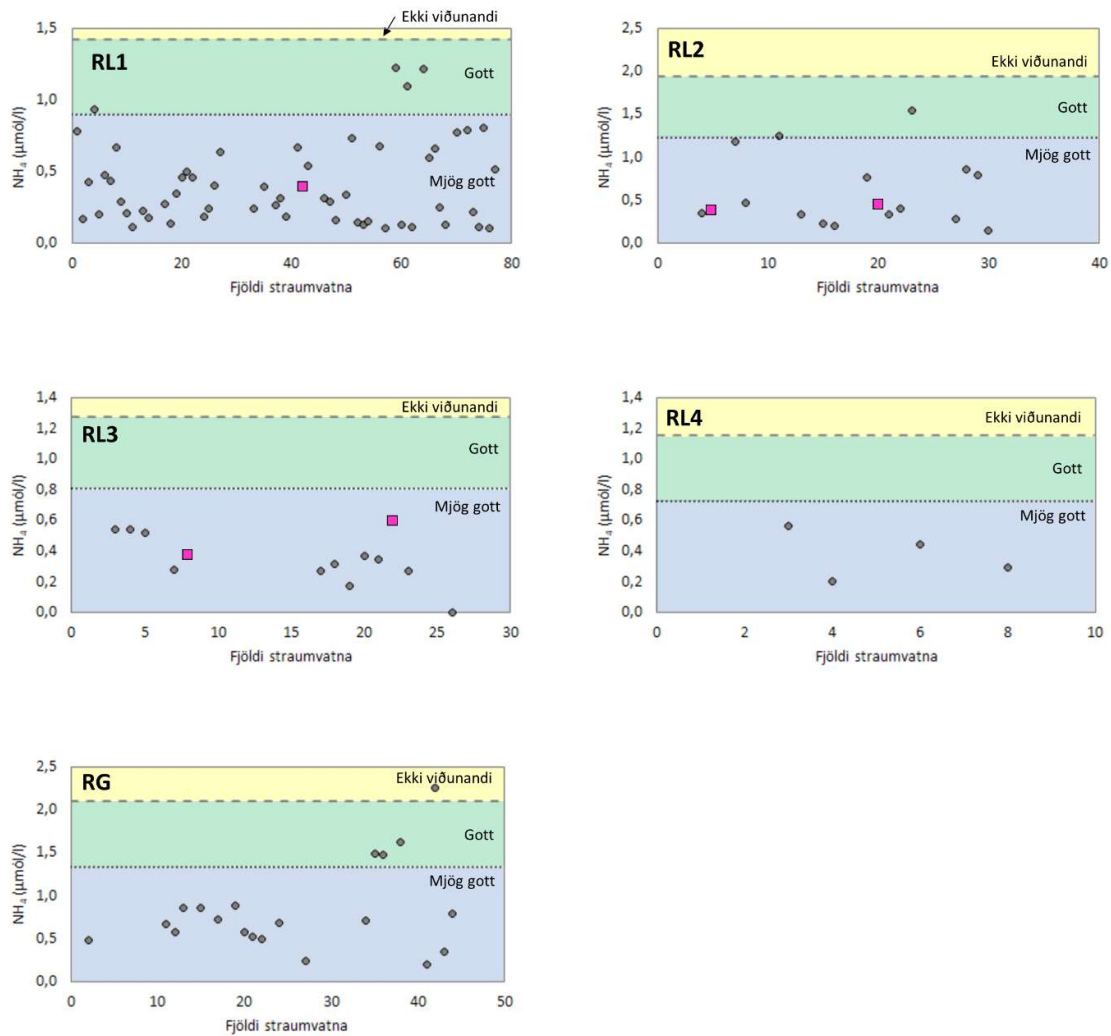 Ekki viðunandi
1,5
RL1
Gott
1,0
NH4 (µmól/l)
0,5
Mjög gott
0,0
0 20 40 60 80
Fjöldi straumvatna
2,5
RL2
Ekki viðunandi
2,0
Gott
1,5
NH4 (µmól/l)
1,0
Mjög gott
0,5
0,0
0 10 20 30 40
Fjöldi straumvatna
1,4
Ekki viðunandi
RL3
1,2
Gott
1,0
NH4 (µmól/l)
0,8
Mjög gott
0,6
0,4
0,2
0,0
0 5 10 15 20 25 30
Fjöldi straumvatna
1,4
RL4
Ekki viðunandi
1,2
1,0
Gott
NH4 (µmól/l)
0,8
Mjög gott
0,6
0,4
0,2
0,0
0 2 4 6 8 10
Fjöldi straumvatna
2,5
RG
Ekki viðunandi
2,0
Gott
1,5
NH4 (µmól/l)
Mjög gott
1,0
0,5
0,0
0 10 20 30 40 50
Fjöldi straumvatna